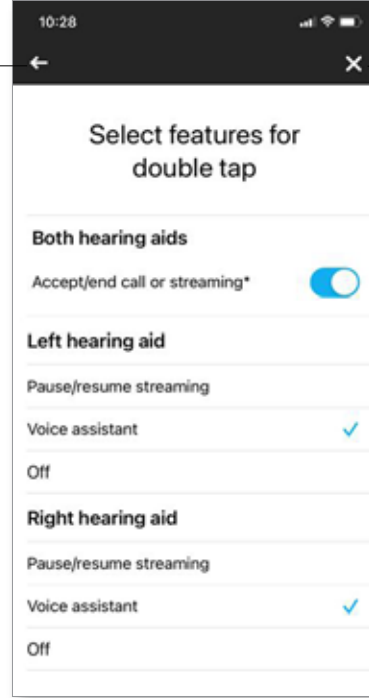 10:28
Select features for
double tap
Both hearing aids
Accept/end call or streaming*
Left hearing aid
Pause/resume streaming
Voice assistant
Off
Right hearing aid
Pause/resume streaming
Voice assistant
Off